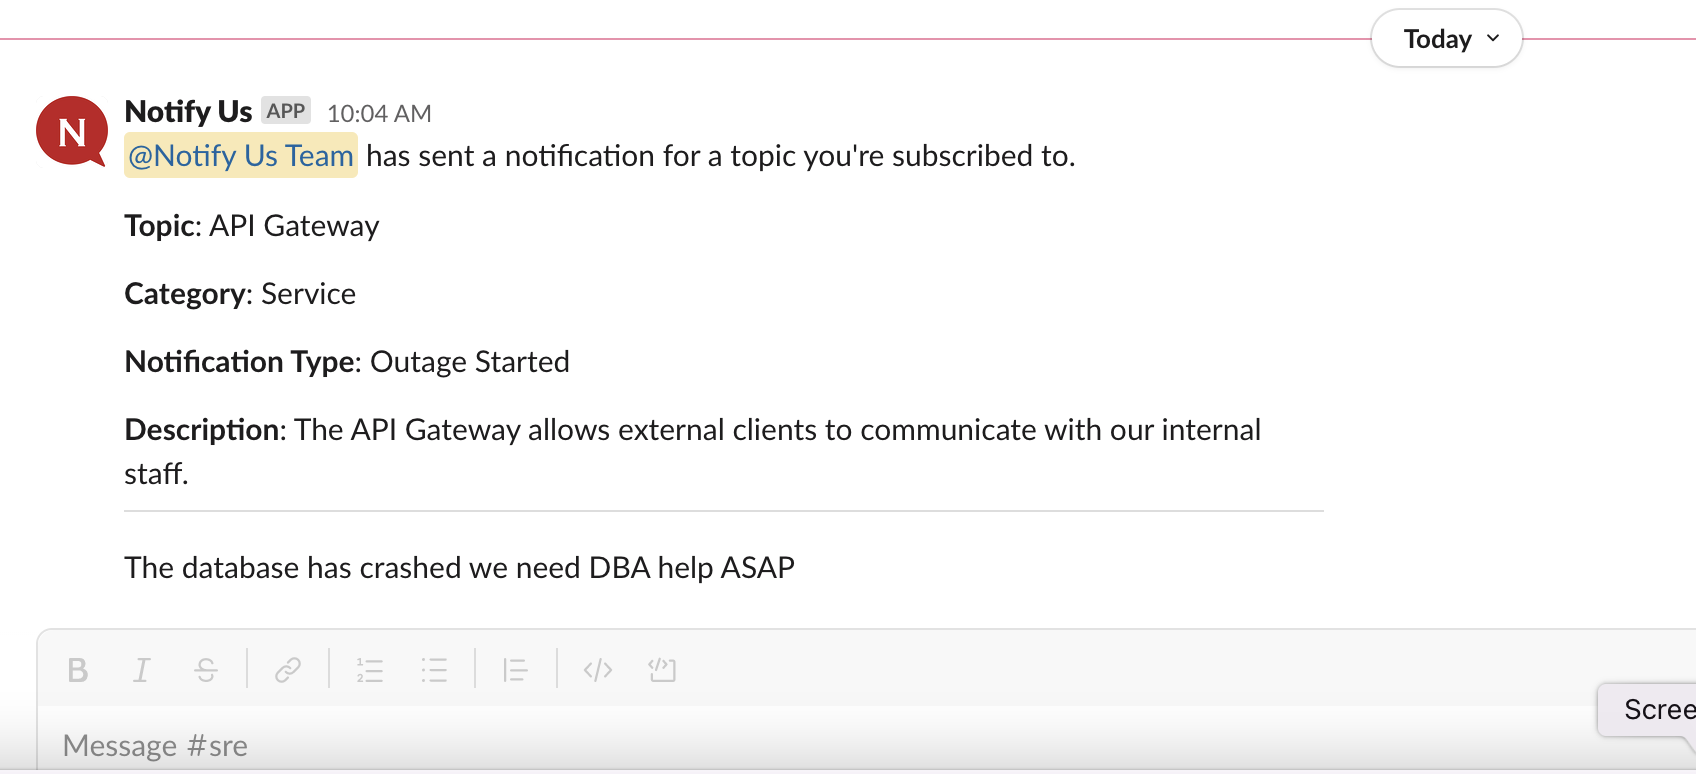 Today
N
Notify Us APP 10:04 AM
@Notify Us Team has sent a notification for a topic you're subscribed to.
Topic: API Gateway
Category: Service
Notification Type: Outage Started
Description: The API Gateway allows external clients to communicate with our internal
staff.
The database has crashed we need DBA help ASAP
Message #sre
Scree